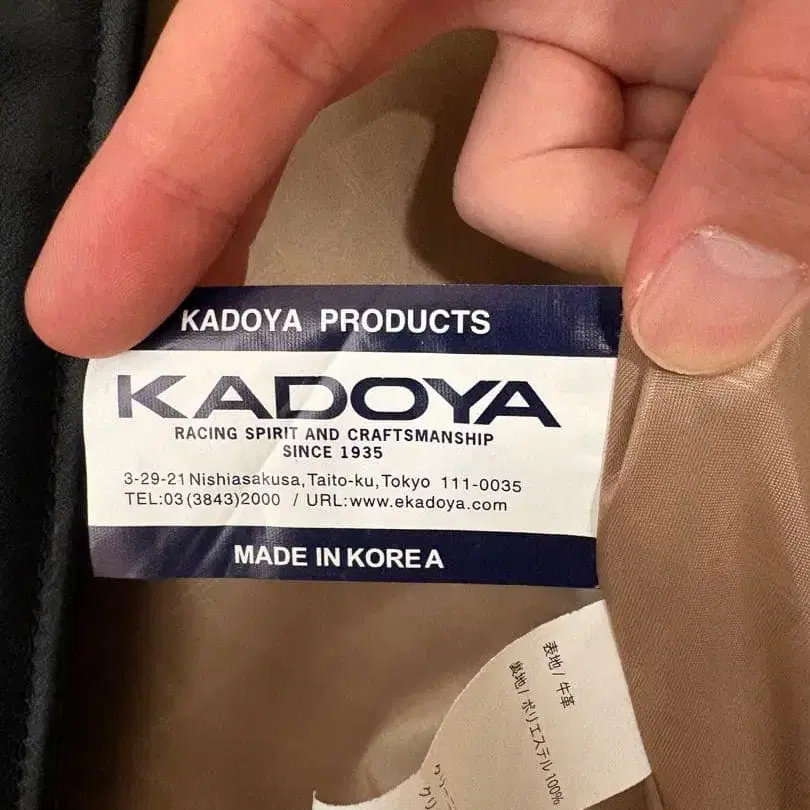 KADOYA PRODUCTS
KADOYA
RACING SPIRIT AND CRAFTSMANSHIP
SINCE 1935
3-29-21 Nishiasakusa, Taito-ku, Tokyo 111-0035
TEL:03(3843)2000 / URL:www.ekadoya.com
MADE IN KOREA
表地/牛革
裏地/ポリエステル100%